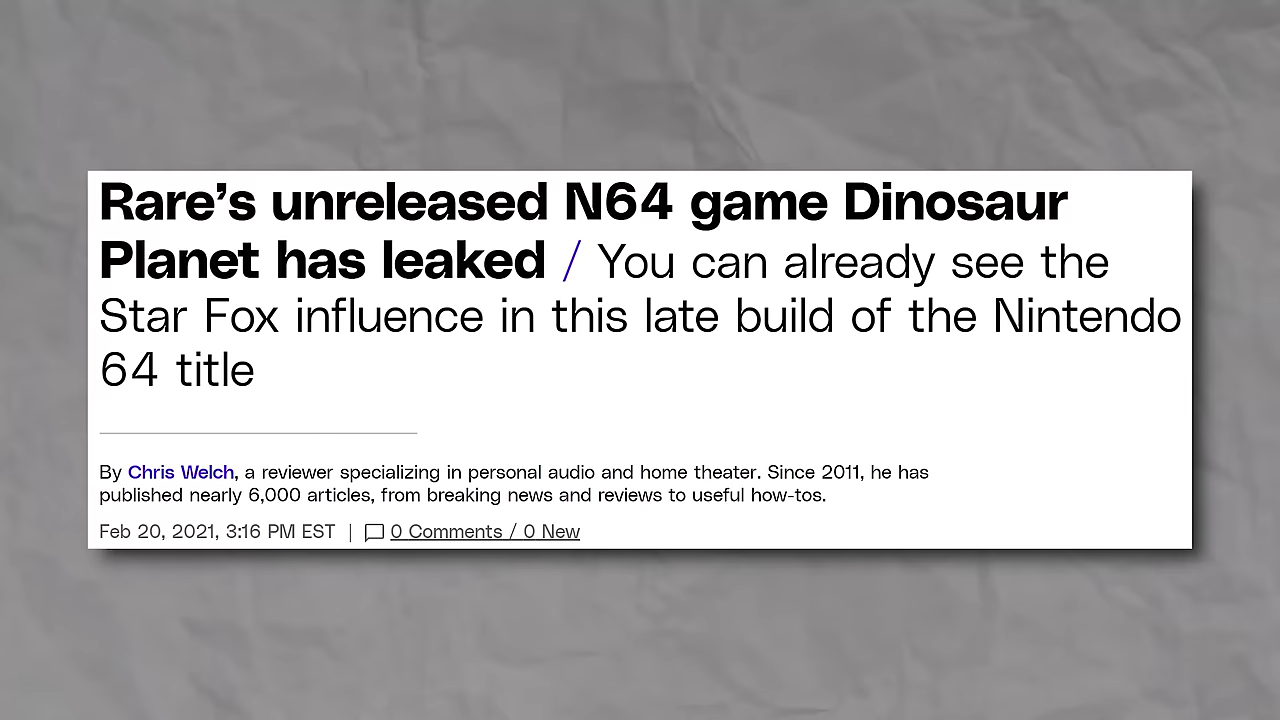 Rare’s unreleased N64 game Dinosaur
Planet has leaked / You can already see the
Star Fox influence in this late build of the Nintendo
64 title
By Chris Welch, a reviewer specializing in personal audio and home theater. Since 2011, he has
published nearly 6,000 articles, from breaking news and reviews to useful how-tos.
Feb 20, 2021, 3:16 PM EST | 0 Comments / 0 New